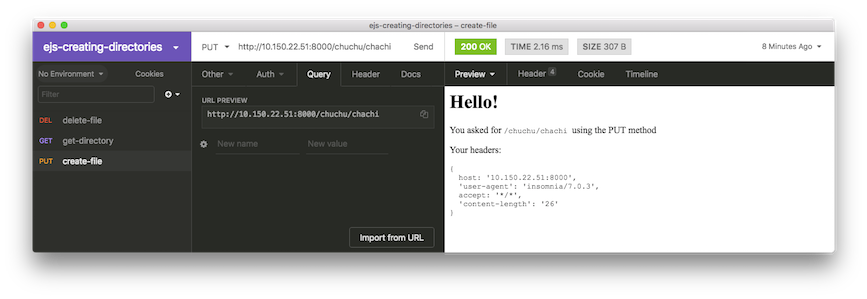 ejs-creating-directories – create-file
ejs-creating-directories
PUT http://10.150.22.51:8000/chuchu/chachi Send
200 OK TIME 2.16 ms SIZE 307 B
8 Minutes Ago
No Environment Cookies
Filter
DEL delete-file
GET get-directory
PUT create-file
Other Auth Query Header Docs
URL PREVIEW
http://10.150.22.51:8000/chuchu/chachi
New name New value
Import from URL
Preview Header 4 Cookie Timeline
Hello!
You asked for /chuchu/chachi using the PUT method
Your headers:
{
host: '10.150.22.51:8000',
'user-agent': 'insomnia/7.0.3',
accept: '*/*',
'content-length': '26'
}